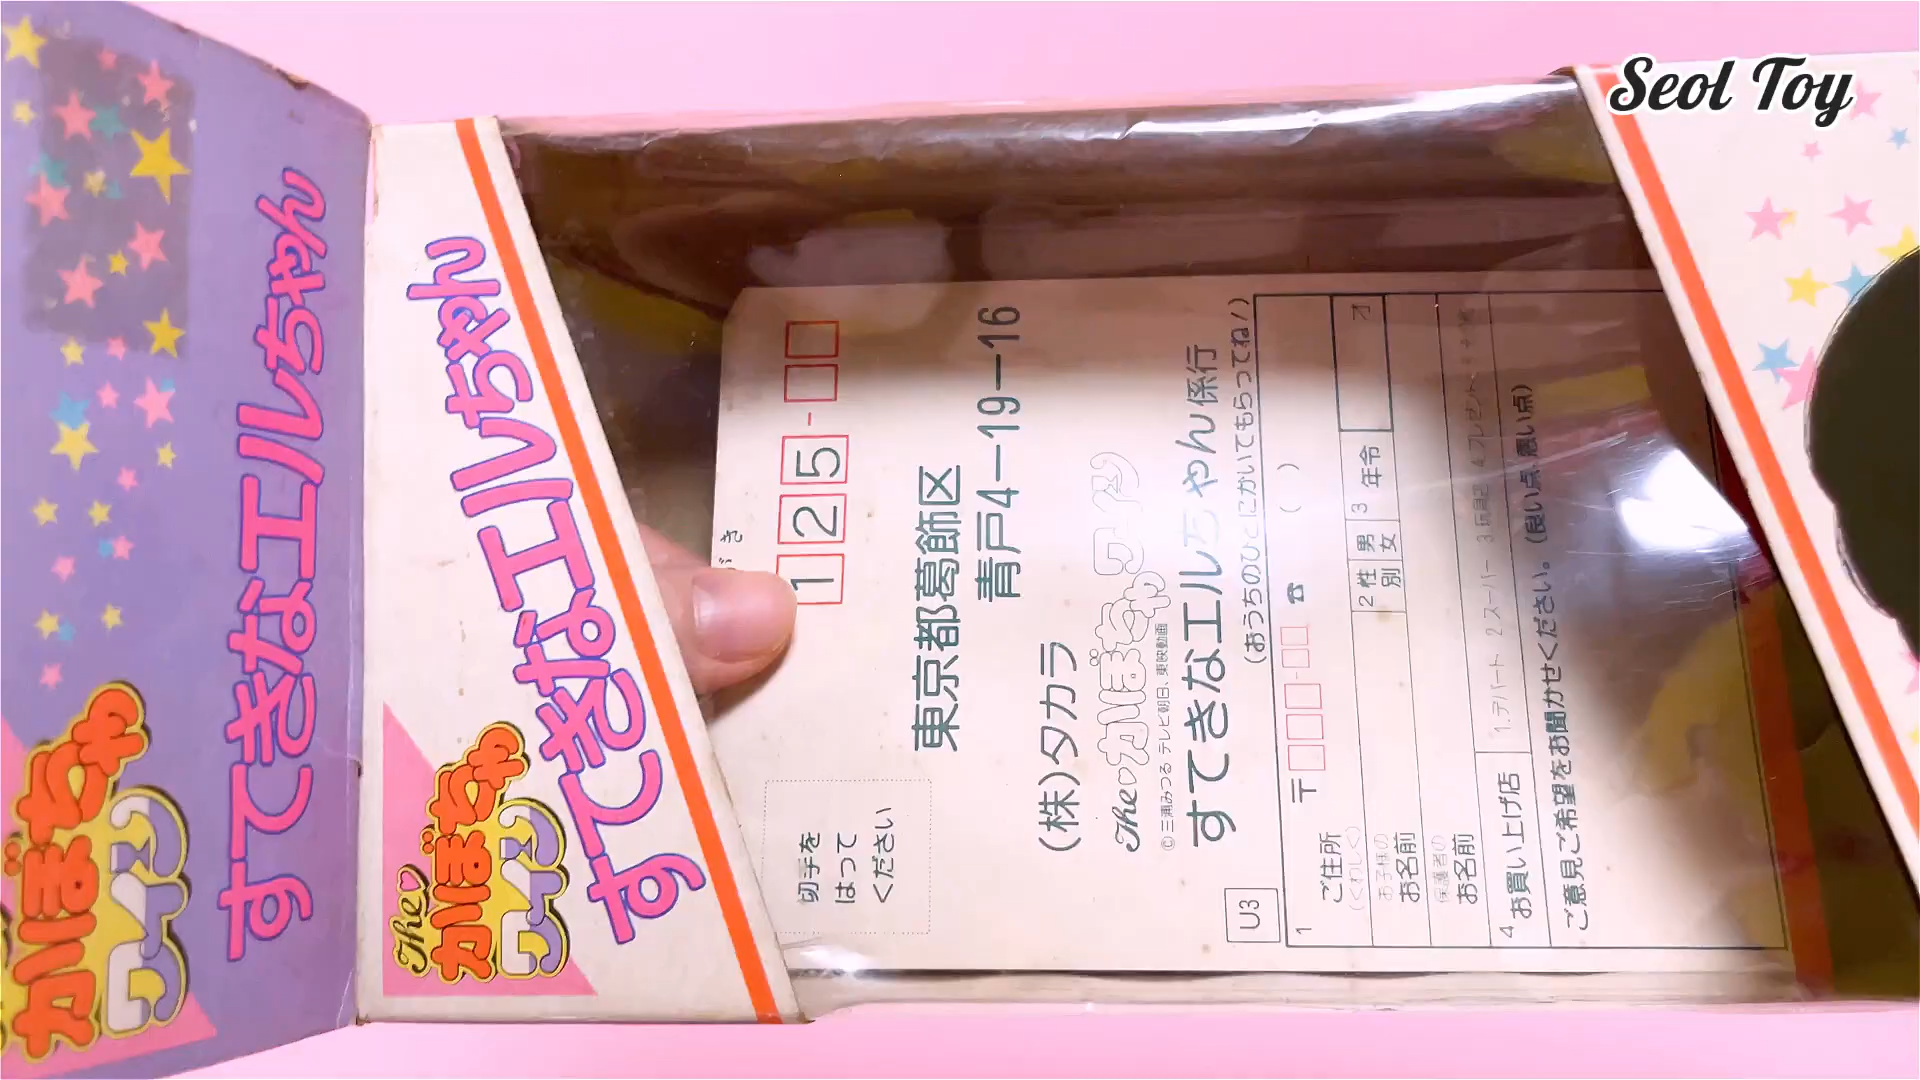 Seol Toy
すてきなエルちゃん
The かぼちゃワイン
すてきなエルちゃん
The かぼちゃワイン
125-
東京都葛飾区
青戸4-19-16
(株)タカラ
The かぼちゃワイン
©三浦みつる テレビ朝日、東映動画
すてきなエルちゃん係行
(おうちのひとにかいてもらってね!)
切手を
はって
ください
U3
1 ご住所 〒 - ☎ ( )
(くわしく)
お子様の
お名前
2 性別 男 女 3 年令 才
保護者の
お名前
4 お買い上げ店 1.デパート 2 スーパー 3 玩具店 4 プレゼント
ご意見ご希望をお聞かせください。(良い点、悪い点)